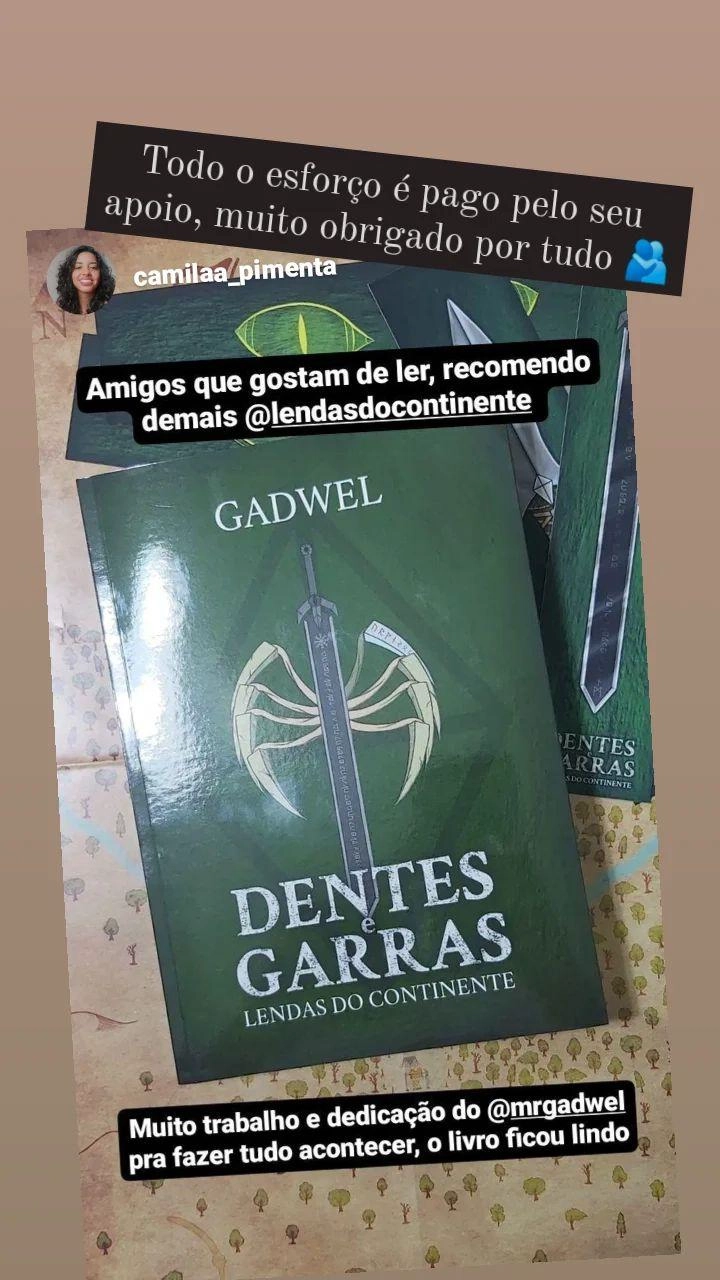 Todo o esforço é pago pelo seu
apoio, muito obrigado por tudo 🫂
camilaa_pimenta
Amigos que gostam de ler, recomendo
demais @lendasdocontinente
GADWEL
DENTES
e
GARRAS
LENDAS DO CONTINENTE
DENTES
GARRAS
S DO CONTINENTE
Muito trabalho e dedicação do @mrgadwel
pra fazer tudo acontecer, o livro ficou lindo